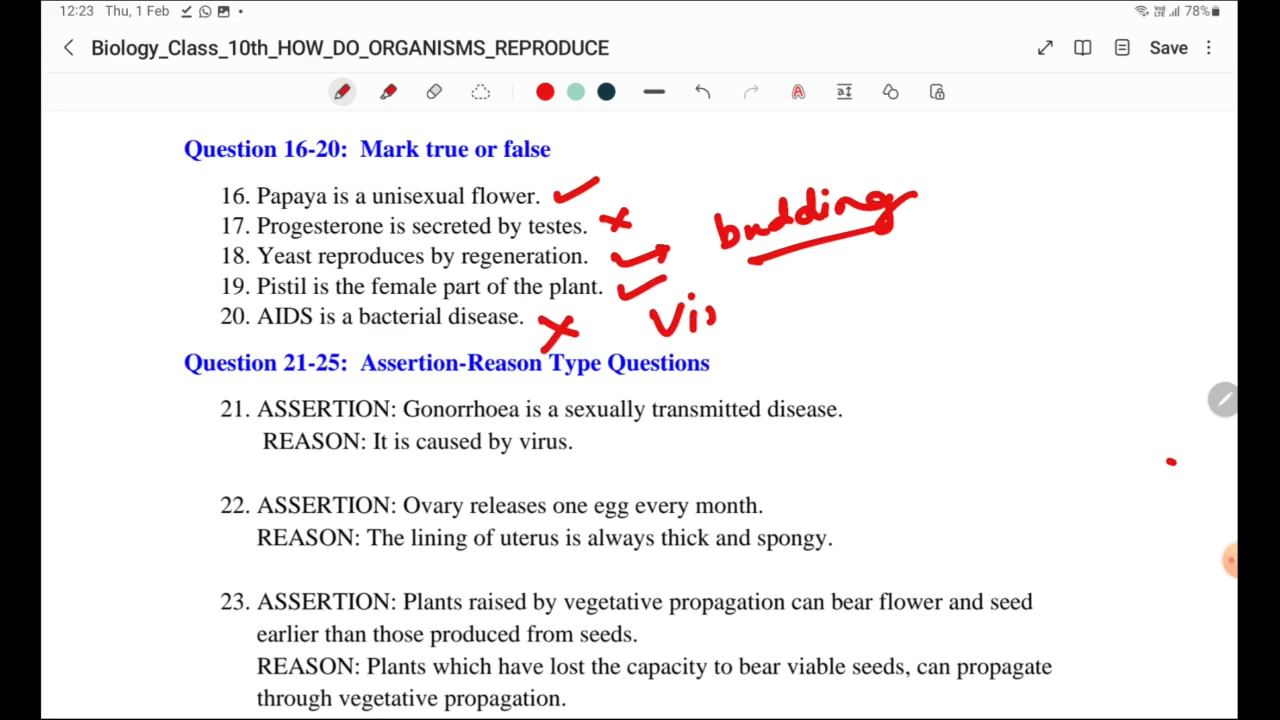 12:23 Thu, 1 Feb 78%
Biology_Class_10th_HOW_DO_ORGANISMS_REPRODUCE Save
Question 16-20: Mark true or false
16. Papaya is a unisexual flower.
17. Progesterone is secreted by testes.
budding
18. Yeast reproduces by regeneration.
19. Pistil is the female part of the plant.
20. AIDS is a bacterial disease.
Question 21-25: Assertion-Reason Type Questions
21. ASSERTION: Gonorrhoea is a sexually transmitted disease.
REASON: It is caused by virus.
22. ASSERTION: Ovary releases one egg every month.
REASON: The lining of uterus is always thick and spongy.
23. ASSERTION: Plants raised by vegetative propagation can bear flower and seed
earlier than those produced from seeds.
REASON: Plants which have lost the capacity to bear viable seeds, can propagate
through vegetative propagation.